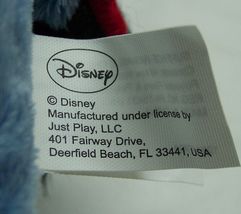 Disney
© Disney
Manufactured under license by
Just Play, LLC
401 Fairway Drive,
Deerfield Beach, FL 33441, USA